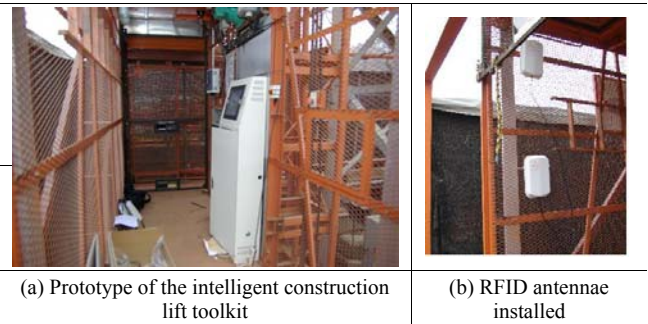 (a) Prototype of the intelligent construction
lift toolkit
(b) RFID antennae
installed